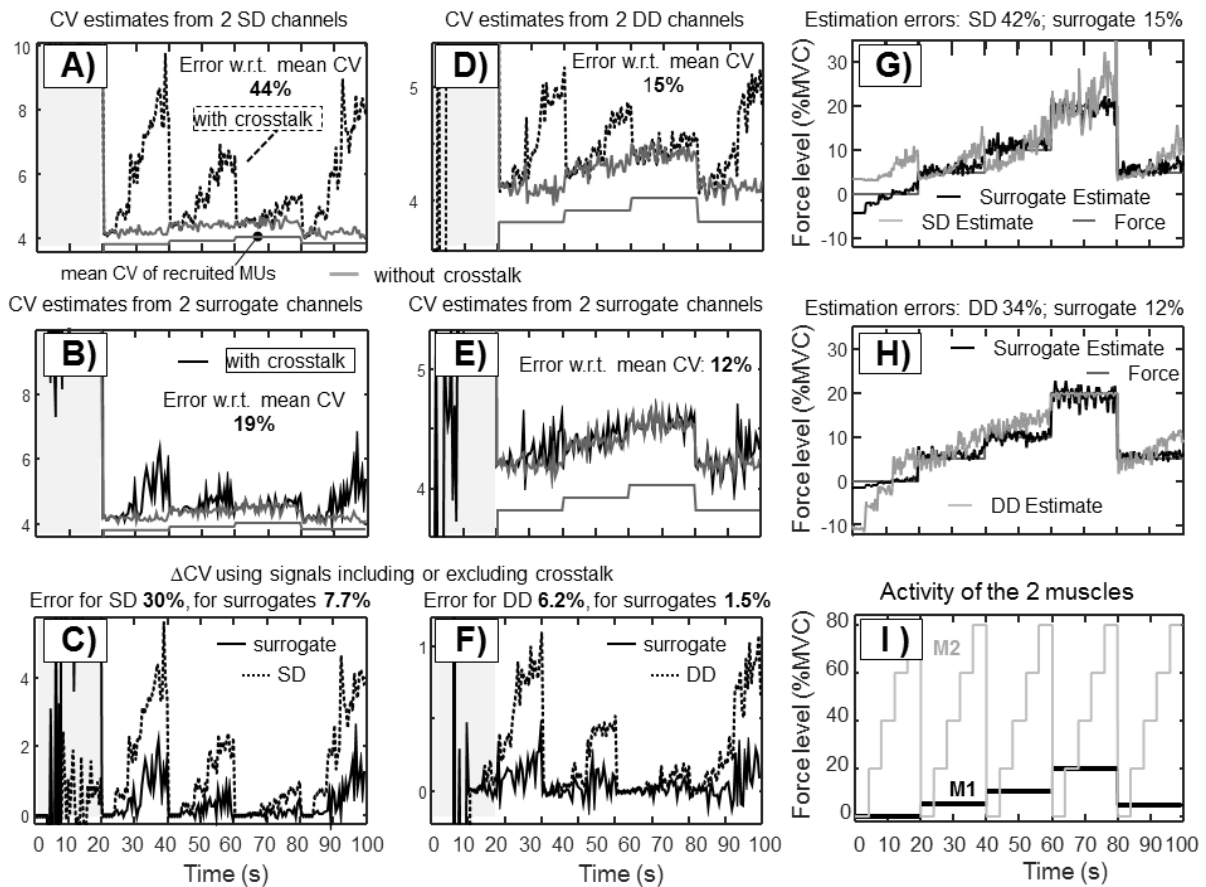 CV estimates from 2 SD channels
10
8
6
4
A)
Error w.r.t. mean CV
44%
with crosstalk
mean CV of recruited MUs
without crosstalk
CV estimates from 2 DD channels
5
4
D)
Error w.r.t. mean CV
15%
Estimation errors: SD 42%; surrogate 15%
Force level (%MVC)
30
20
10
0
-10
G)
Surrogate Estimate
SD Estimate
Force
CV estimates from 2 surrogate channels
8
6
4
B)
with crosstalk
Error w.r.t. mean CV
19%
CV estimates from 2 surrogate channels
5
4
E)
Error w.r.t. mean CV: 12%
Estimation errors: DD 34%; surrogate 12%
Force level (%MVC)
30
20
10
0
-10
H)
Surrogate Estimate
Force
DD Estimate
ΔCV using signals including or excluding crosstalk
Error for SD 30%, for surrogates 7.7%
4
2
0
C)
surrogate
SD
0 10 20 30 40 50 60 70 80 90 100
Time (s)
Error for DD 6.2%, for surrogates 1.5%
1
0
F)
surrogate
DD
0 10 20 30 40 50 60 70 80 90 100
Time (s)
Activity of the 2 muscles
Force level (%MVC)
80
60
40
20
0
I)
M2
M1
0 10 20 30 40 50 60 70 80 90 100
Time (s)